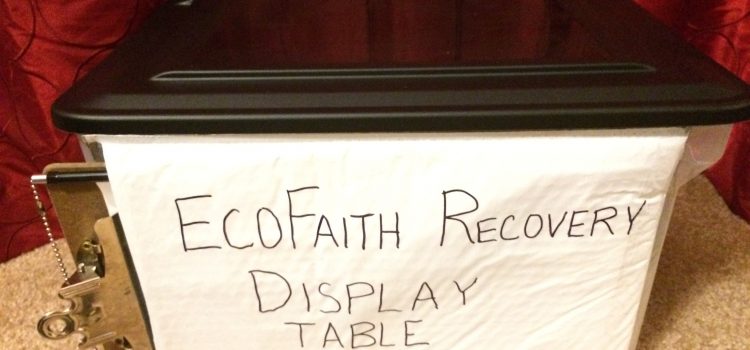 ECOFAITH RECOVERY
DISPLAY
TABLE